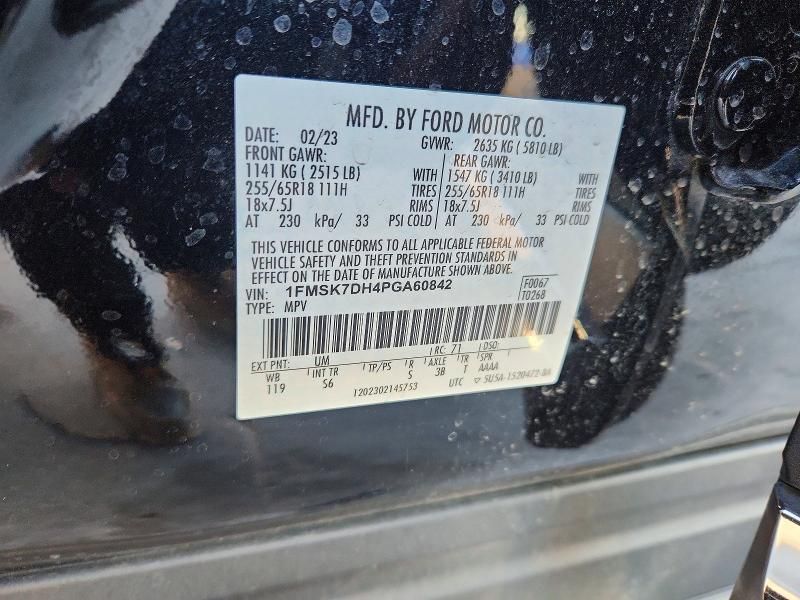 MFD. BY FORD MOTOR CO.
DATE: 02/23 GVWR: 2635 KG ( 5810 LB)
FRONT GAWR: REAR GAWR:
1141 KG ( 2515 LB) WITH 1547 KG ( 3410 LB) WITH
255/65R18 111H TIRES 255/65R18 111H TIRES
18x7.5J RIMS 18x7.5J RIMS
AT 230 kPa/ 33 PSI COLD AT 230 kPa/ 33 PSI COLD
THIS VEHICLE CONFORMS TO ALL APPLICABLE FEDERAL MOTOR
VEHICLE SAFETY AND THEFT PREVENTION STANDARDS IN
EFFECT ON THE DATE OF MANUFACTURE SHOWN ABOVE.
VIN: 1FMSK7DH4PGA60842 F0067
TYPE: MPV T0268
EXT PNT: UM RC: 71 DSO:
WB INT TR TP/PS R AXLE TR SPR
119 S6 S 3B T AAAA
1202302145753 UTC ▽ 5U5A-1520472-BA